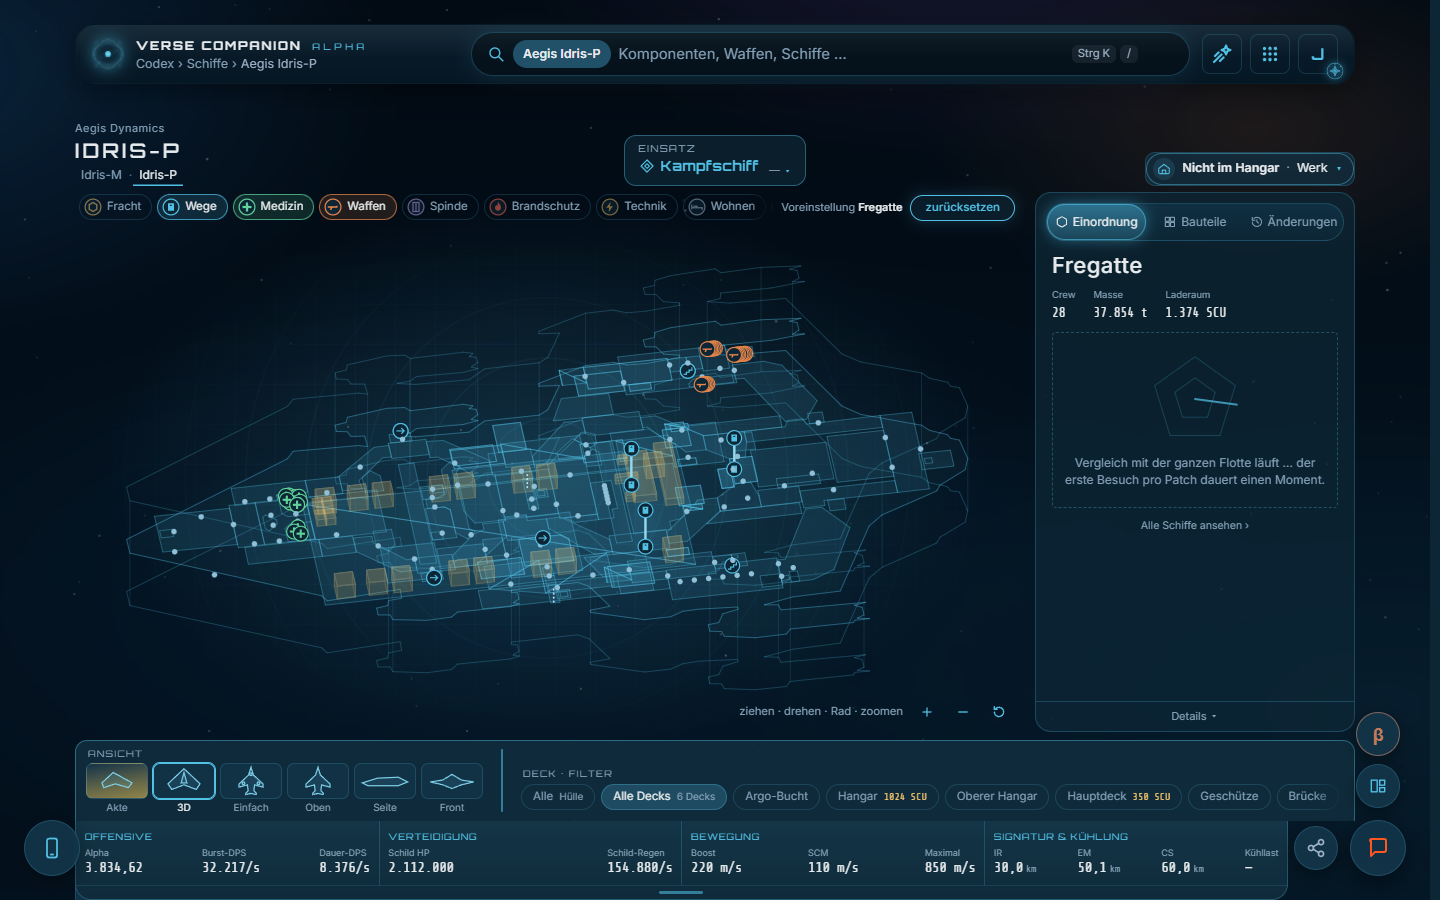 VERSE COMPANION ALPHA
Codex › Schiffe › Aegis Idris-P
Aegis Idris-P Komponenten, Waffen, Schiffe ... Strg K /
Aegis Dynamics
IDRIS-P
Idris-M · Idris-P
EINSATZ
Kampfschiff
Nicht im Hangar · Werk
Fracht Wege Medizin Waffen Spinde Brandschutz Technik Wohnen Voreinstellung Fregatte zurücksetzen
Einordnung Bauteile Änderungen
Fregatte
Crew Masse Laderaum
28 37.854 t 1.374 SCU
Vergleich mit der ganzen Flotte läuft ... der
erste Besuch pro Patch dauert einen Moment.
Alle Schiffe ansehen ›
ziehen · drehen · Rad · zoomen + −
Details
β
ANSICHT
Akte 3D Einfach Oben Seite Front
DECK · FILTER
Alle Hülle Alle Decks 6 Decks Argo-Bucht Hangar 1024 SCU Oberer Hangar Hauptdeck 350 SCU Geschütze Brücke
OFFENSIVE
Alpha Burst-DPS Dauer-DPS
3.834,62 32.217/s 8.376/s
VERTEIDIGUNG
Schild HP Schild-Regen
2.112.000 154.880/s
BEWEGUNG
Boost SCM Maximal
220 m/s 110 m/s 850 m/s
SIGNATUR & KÜHLUNG
IR EM CS Kühllast
30,0 km 50,1 km 60,0 km –